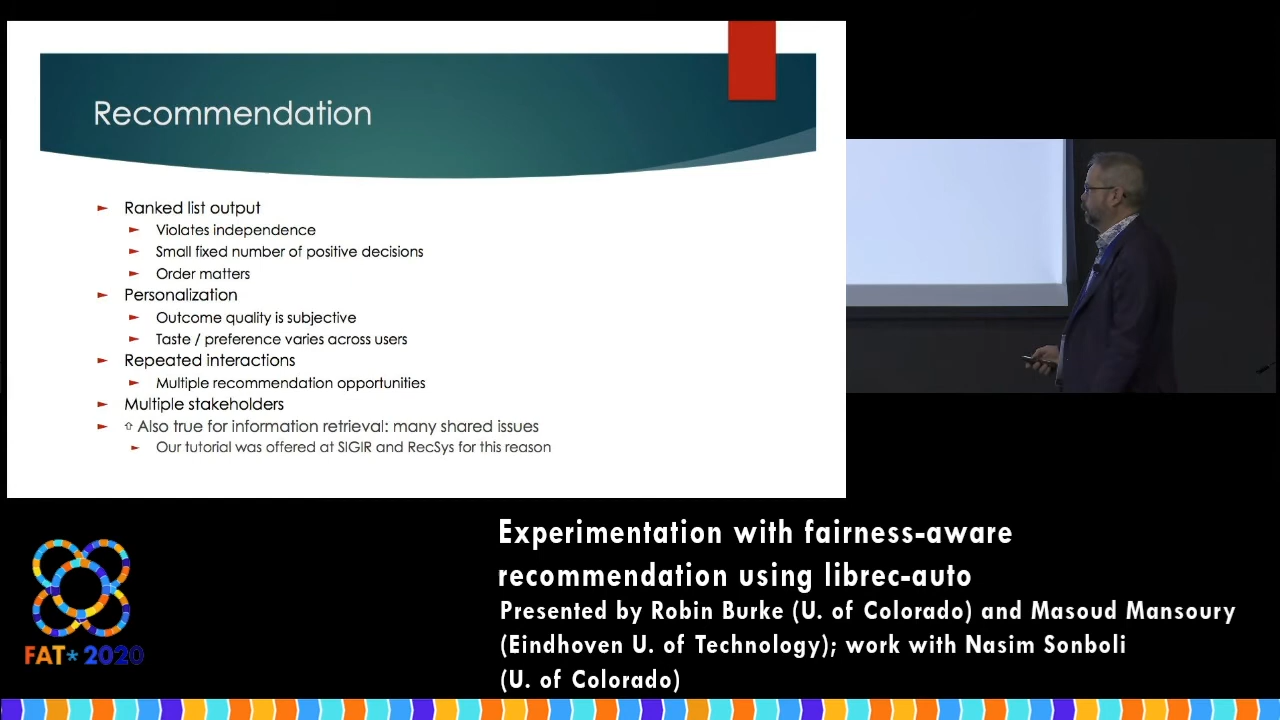 Recommendation
Ranked list output
Violates independence
Small fixed number of positive decisions
Order matters
Personalization
Outcome quality is subjective
Taste / preference varies across users
Repeated interactions
Multiple recommendation opportunities
Multiple stakeholders
⇧ Also true for information retrieval: many shared issues
Our tutorial was offered at SIGIR and RecSys for this reason
Experimentation with fairness-aware
recommendation using librec-auto
Presented by Robin Burke (U. of Colorado) and Masoud Mansoury
(Eindhoven U. of Technology); work with Nasim Sonboli
(U. of Colorado)
FAT* 2020